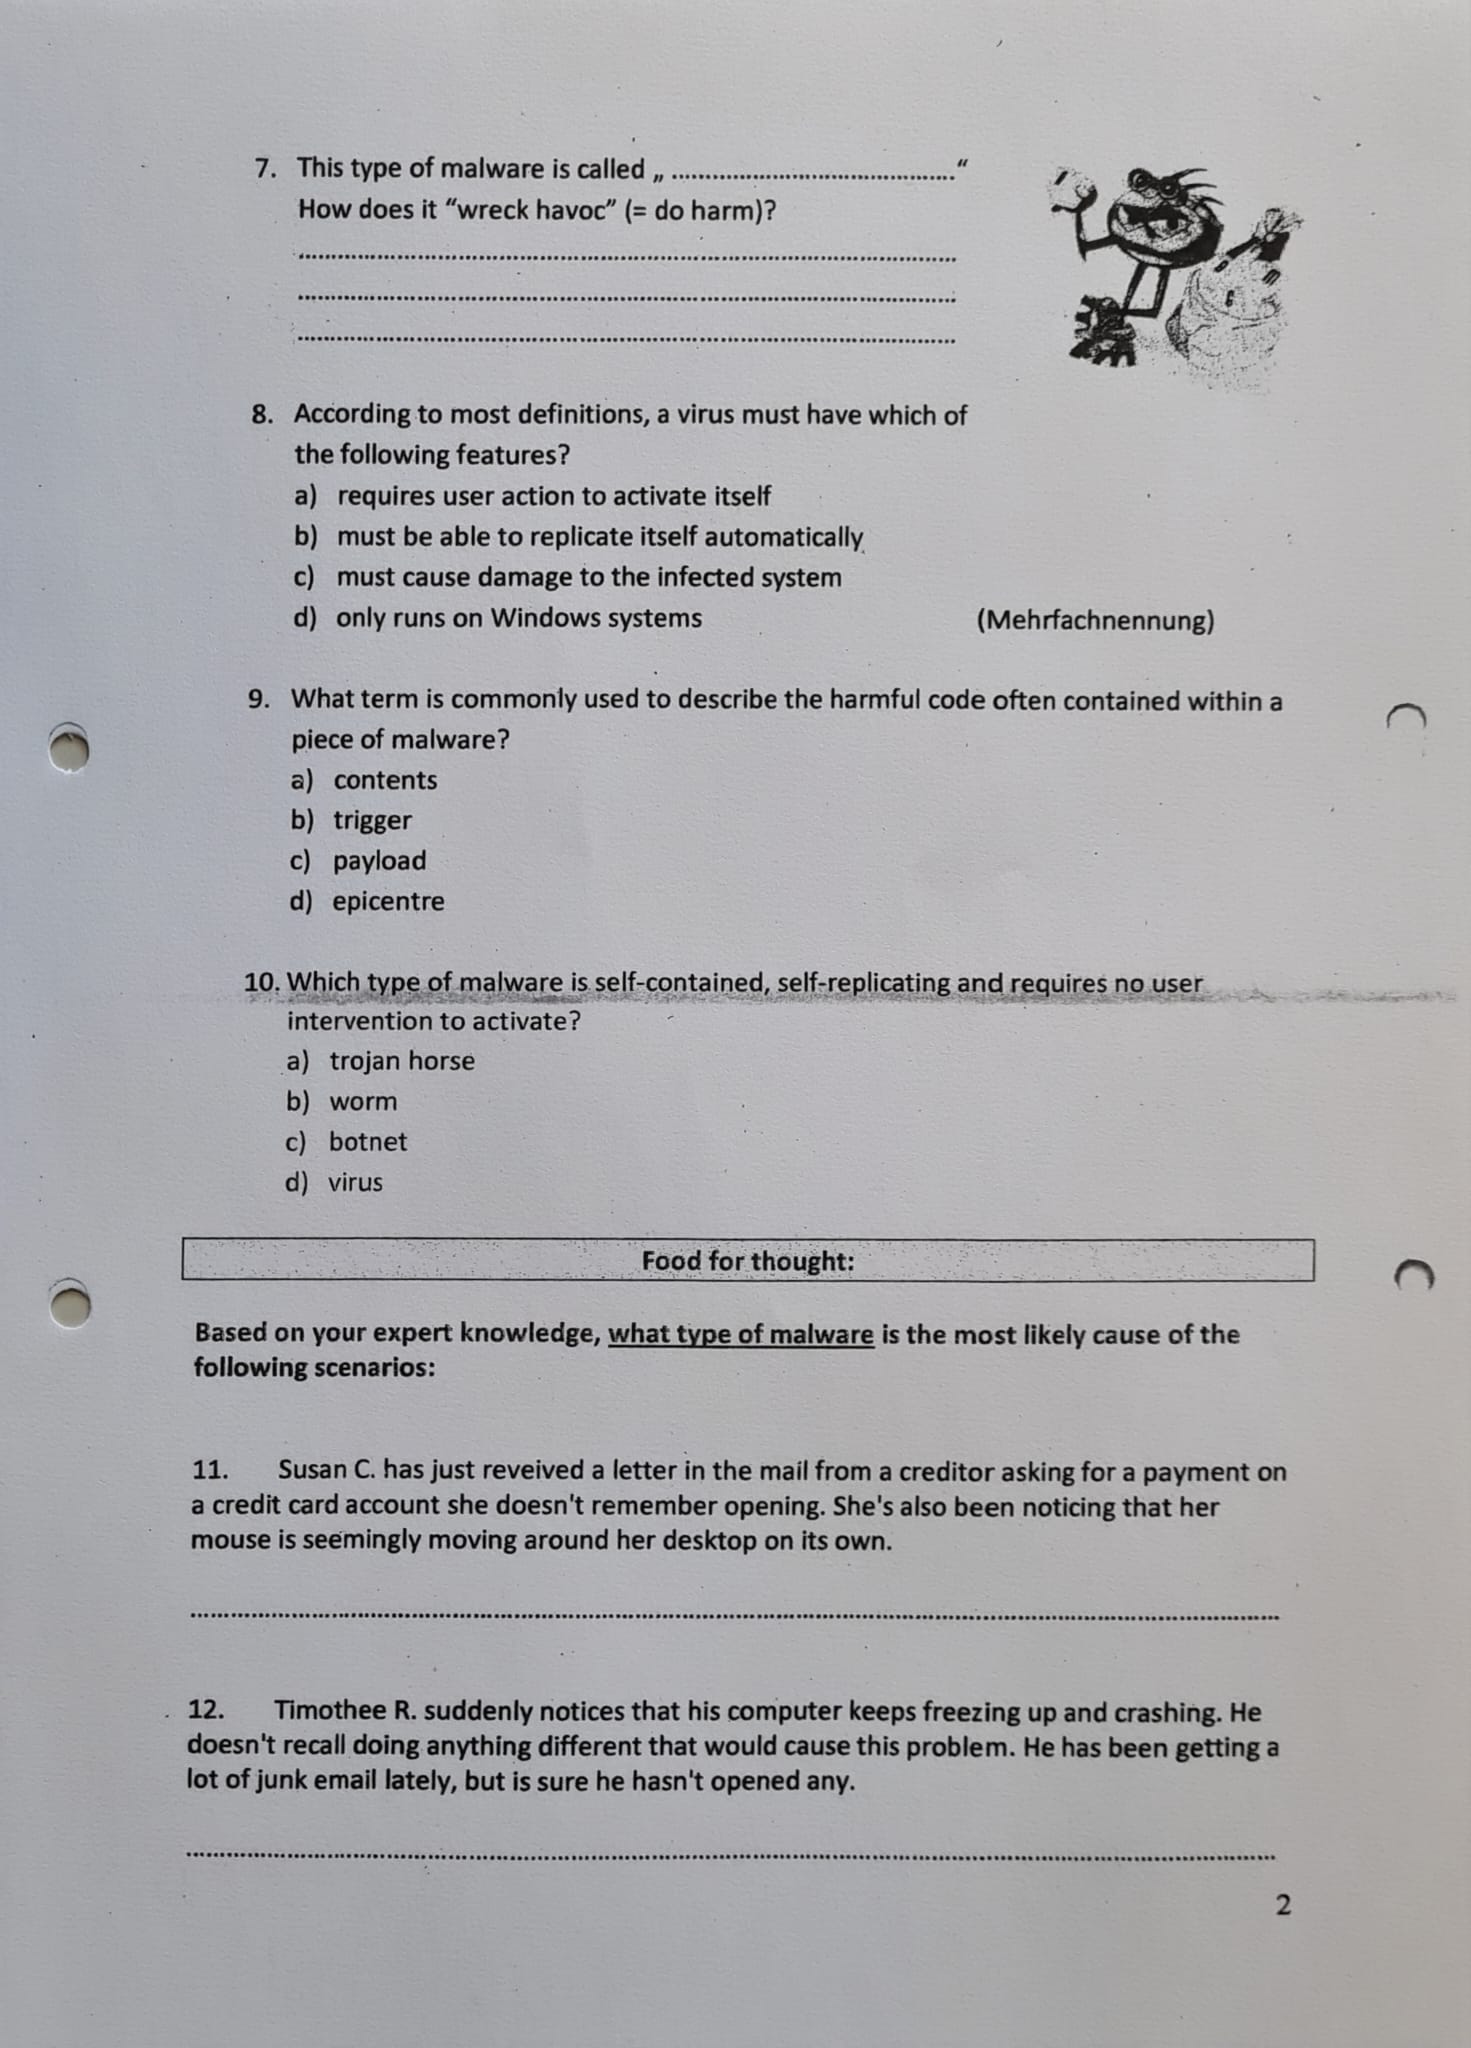 7. This type of malware is called „ .................................................“
How does it “wreck havoc” (= do harm)?
..................................................................................................................
..................................................................................................................
..................................................................................................................
8. According to most definitions, a virus must have which of
the following features?
a) requires user action to activate itself
b) must be able to replicate itself automatically
c) must cause damage to the infected system
d) only runs on Windows systems (Mehrfachnennung)
9. What term is commonly used to describe the harmful code often contained within a
piece of malware?
a) contents
b) trigger
c) payload
d) epicentre
10. Which type of malware is self-contained, self-replicating and requires no user
intervention to activate?
a) trojan horse
b) worm
c) botnet
d) virus
Food for thought:
Based on your expert knowledge, what type of malware is the most likely cause of the
following scenarios:
11. Susan C. has just reveived a letter in the mail from a creditor asking for a payment on
a credit card account she doesn't remember opening. She's also been noticing that her
mouse is seemingly moving around her desktop on its own.
..................................................................................................................
12. Timothee R. suddenly notices that his computer keeps freezing up and crashing. He
doesn't recall doing anything different that would cause this problem. He has been getting a
lot of junk email lately, but is sure he hasn't opened any.
..................................................................................................................
2